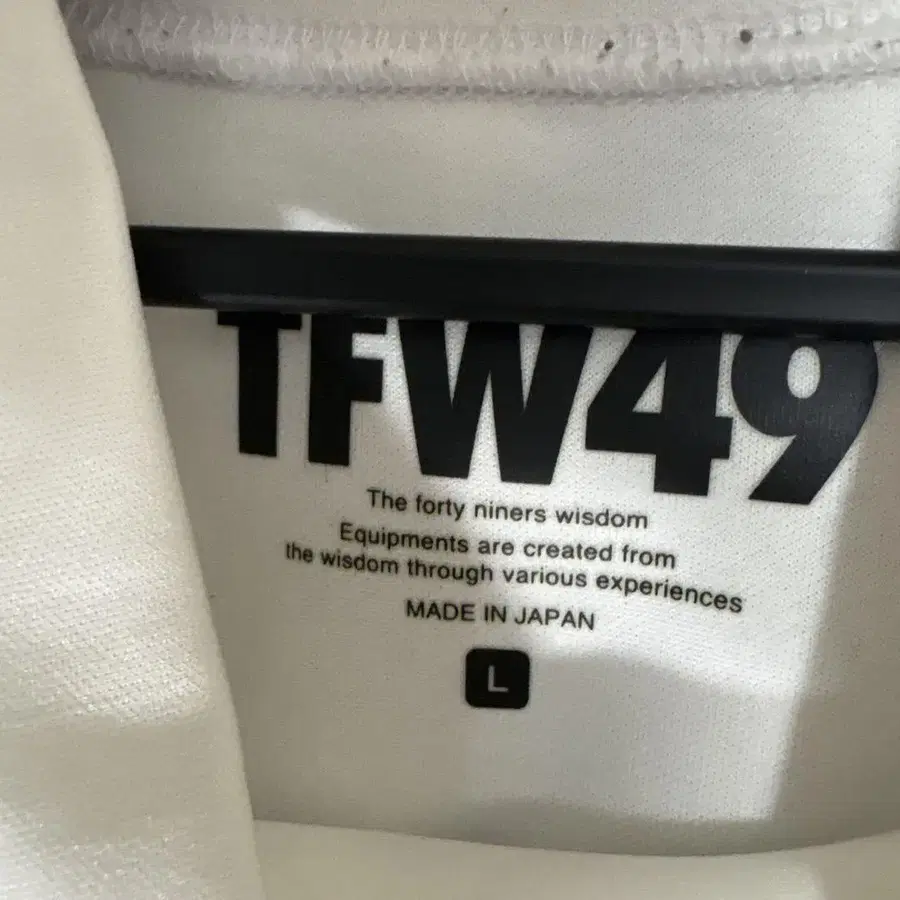 TFW49
The forty niners wisdom
Equipments are created from
the wisdom through various experiences
MADE IN JAPAN
L